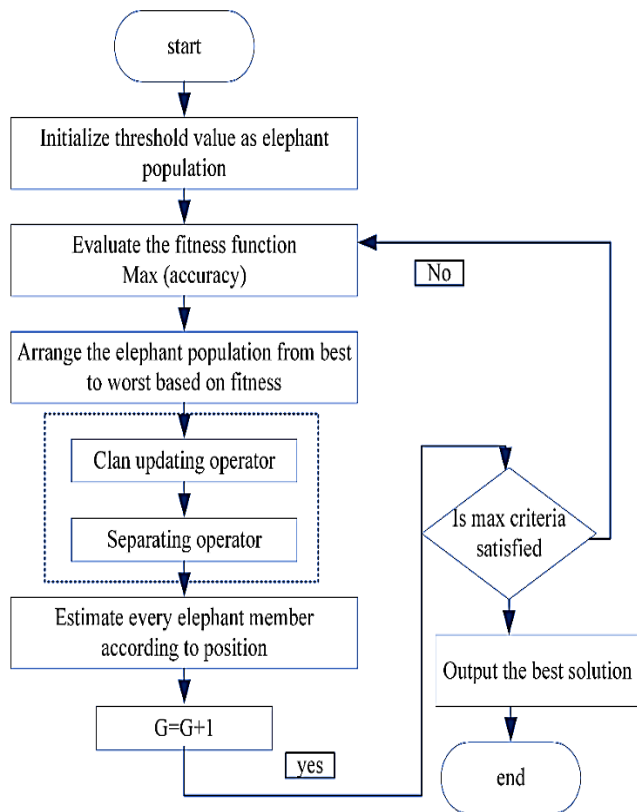 start
Initialize threshold value as elephant
population
Evaluate the fitness function
Max (accuracy)
No
Arrange the elephant population from best
to worst based on fitness
Clan updating operator
Separating operator
Estimate every elephant member
according to position
G=G+1
yes
Is max criteria
satisfied
Output the best solution
end